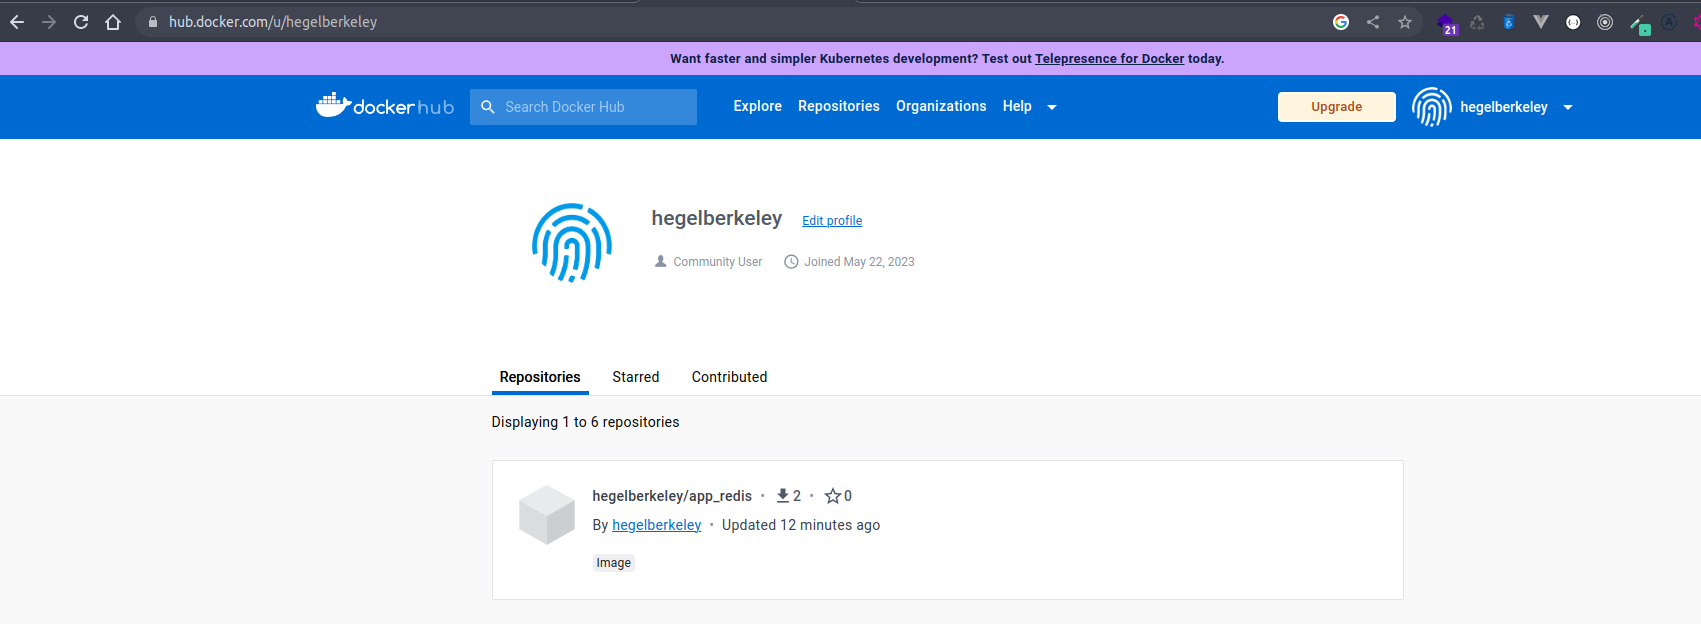 hub.docker.com/u/hegelberkeley
21
Want faster and simpler Kubernetes development? Test out Telepresence for Docker today.
dockerhub Search Docker Hub Explore Repositories Organizations Help Upgrade hegelberkeley
hegelberkeley Edit profile
Community User Joined May 22, 2023
Repositories Starred Contributed
Displaying 1 to 6 repositories
hegelberkeley/app_redis • 2 • 0
By hegelberkeley • Updated 12 minutes ago
Image